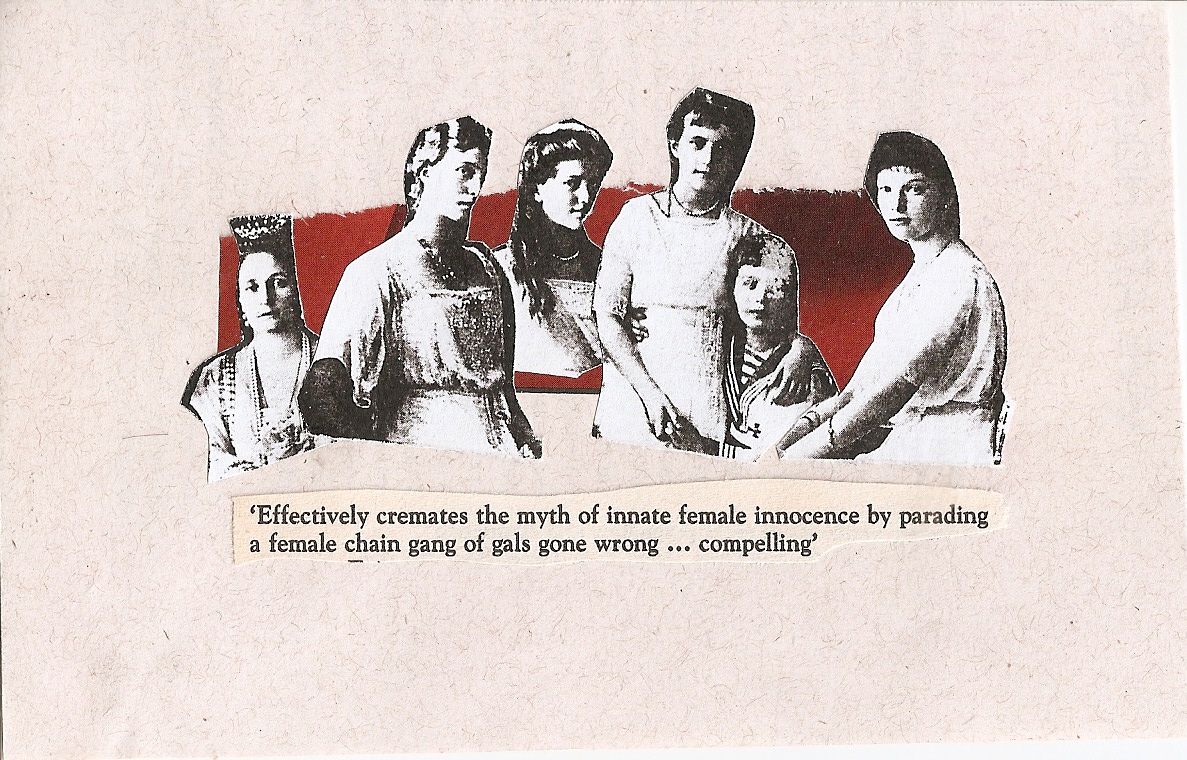 ‘Effectively cremates the myth of innate female innocence by parading
a female chain gang of gals gone wrong ... compelling’